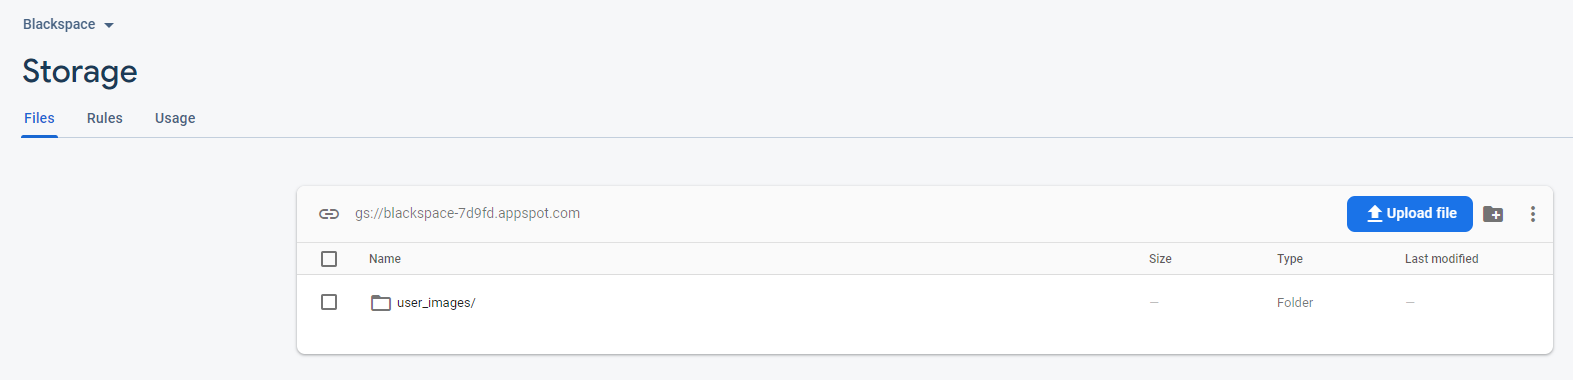 Blackspace
Storage
Files Rules Usage
gs://blackspace-7d9fd.appspot.com Upload file
Name Size Type Last modified
user_images/ — Folder —